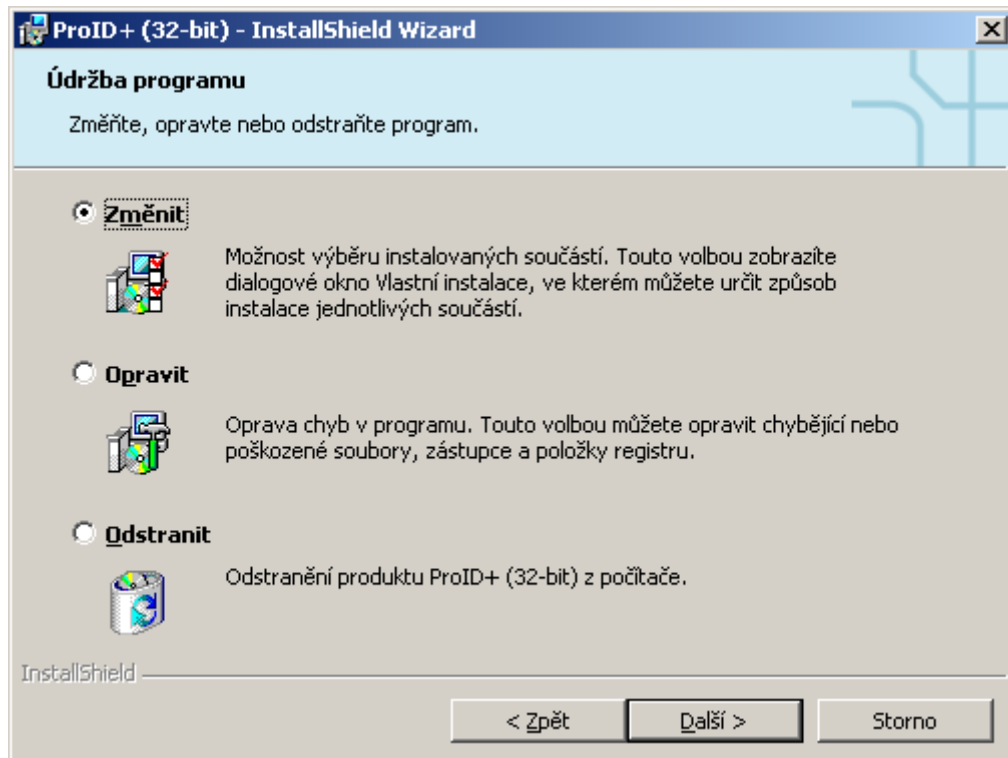 ProID+ (32-bit) - InstallShield Wizard
Údržba programu
Změňte, opravte nebo odstraňte program.
Změnit
Možnost výběru instalovaných součástí. Touto volbou zobrazíte
dialogové okno Vlastní instalace, ve kterém můžete určit způsob
instalace jednotlivých součástí.
Opravit
Oprava chyb v programu. Touto volbou můžete opravit chybějící nebo
poškozené soubory, zástupce a položky registru.
Odstranit
Odstranění produktu ProID+ (32-bit) z počítače.
InstallShield
< Zpět
Další >
Storno